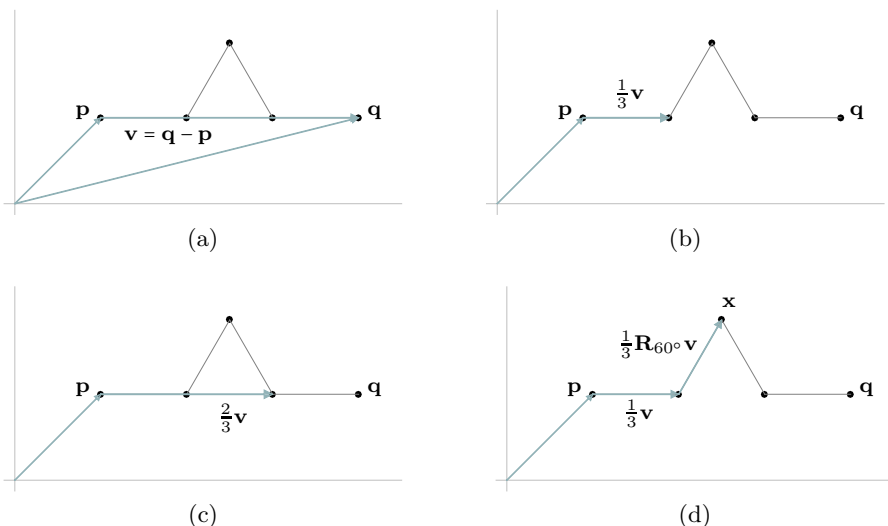 p
q
v = q − p
(a)
p
1/3 v
q
(b)
p
q
2/3 v
(c)
x
1/3 R60° v
p
q
1/3 v
(d)